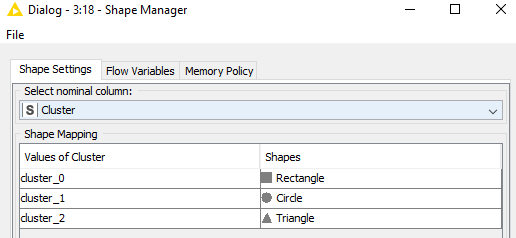 Dialog - 3:18 - Shape Manager
File
Shape Settings Flow Variables Memory Policy
Select nominal column:
S Cluster
Shape Mapping
Values of Cluster Shapes
cluster_0 Rectangle
cluster_1 Circle
cluster_2 Triangle